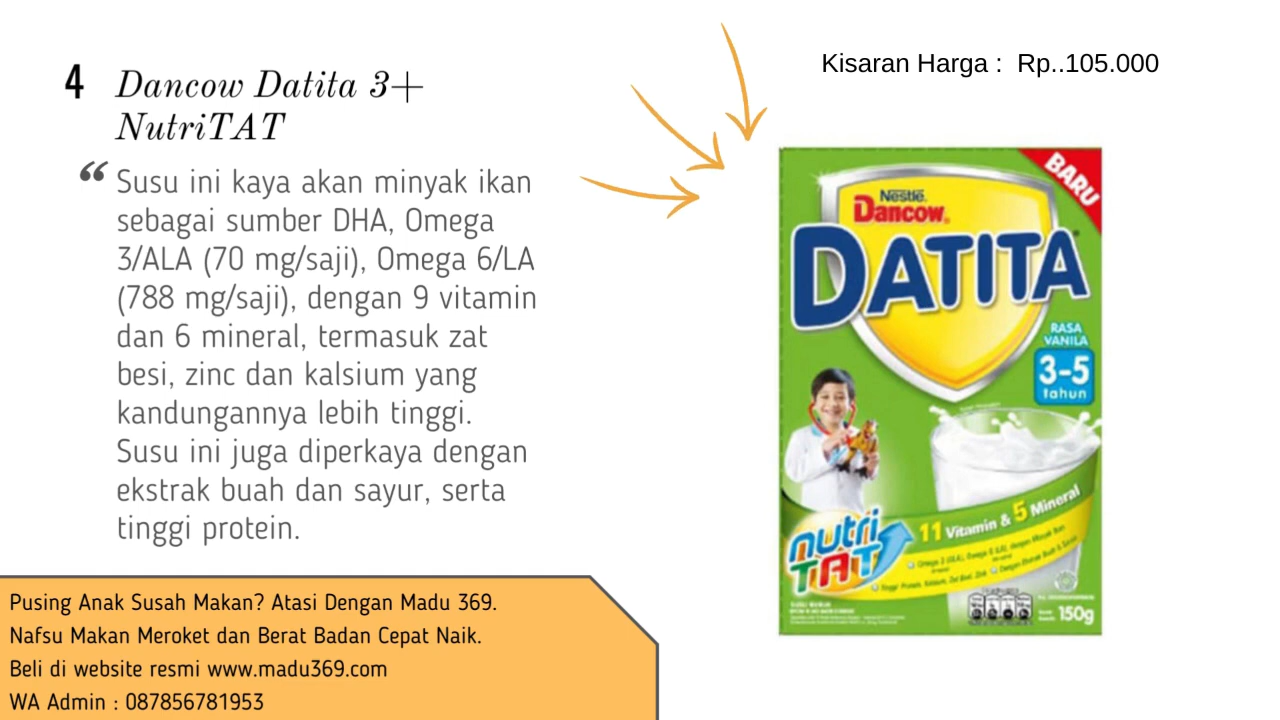 4 Dancow Datita 3+
NutriTAT
“ Susu ini kaya akan minyak ikan
sebagai sumber DHA, Omega
3/ALA (70 mg/saji), Omega 6/LA
(788 mg/saji), dengan 9 vitamin
dan 6 mineral, termasuk zat
besi, zinc dan kalsium yang
kandungannya lebih tinggi.
Susu ini juga diperkaya dengan
ekstrak buah dan sayur, serta
tinggi protein.
Pusing Anak Susah Makan? Atasi Dengan Madu 369.
Nafsu Makan Meroket dan Berat Badan Cepat Naik.
Beli di website resmi www.madu369.com
WA Admin : 087856781953
Kisaran Harga : Rp..105.000
BARU
Nestlé.
Dancow
DATITA
RASA
VANILA
3-5
tahun
nutri
TAT
11 Vitamin & 5 Mineral
150g